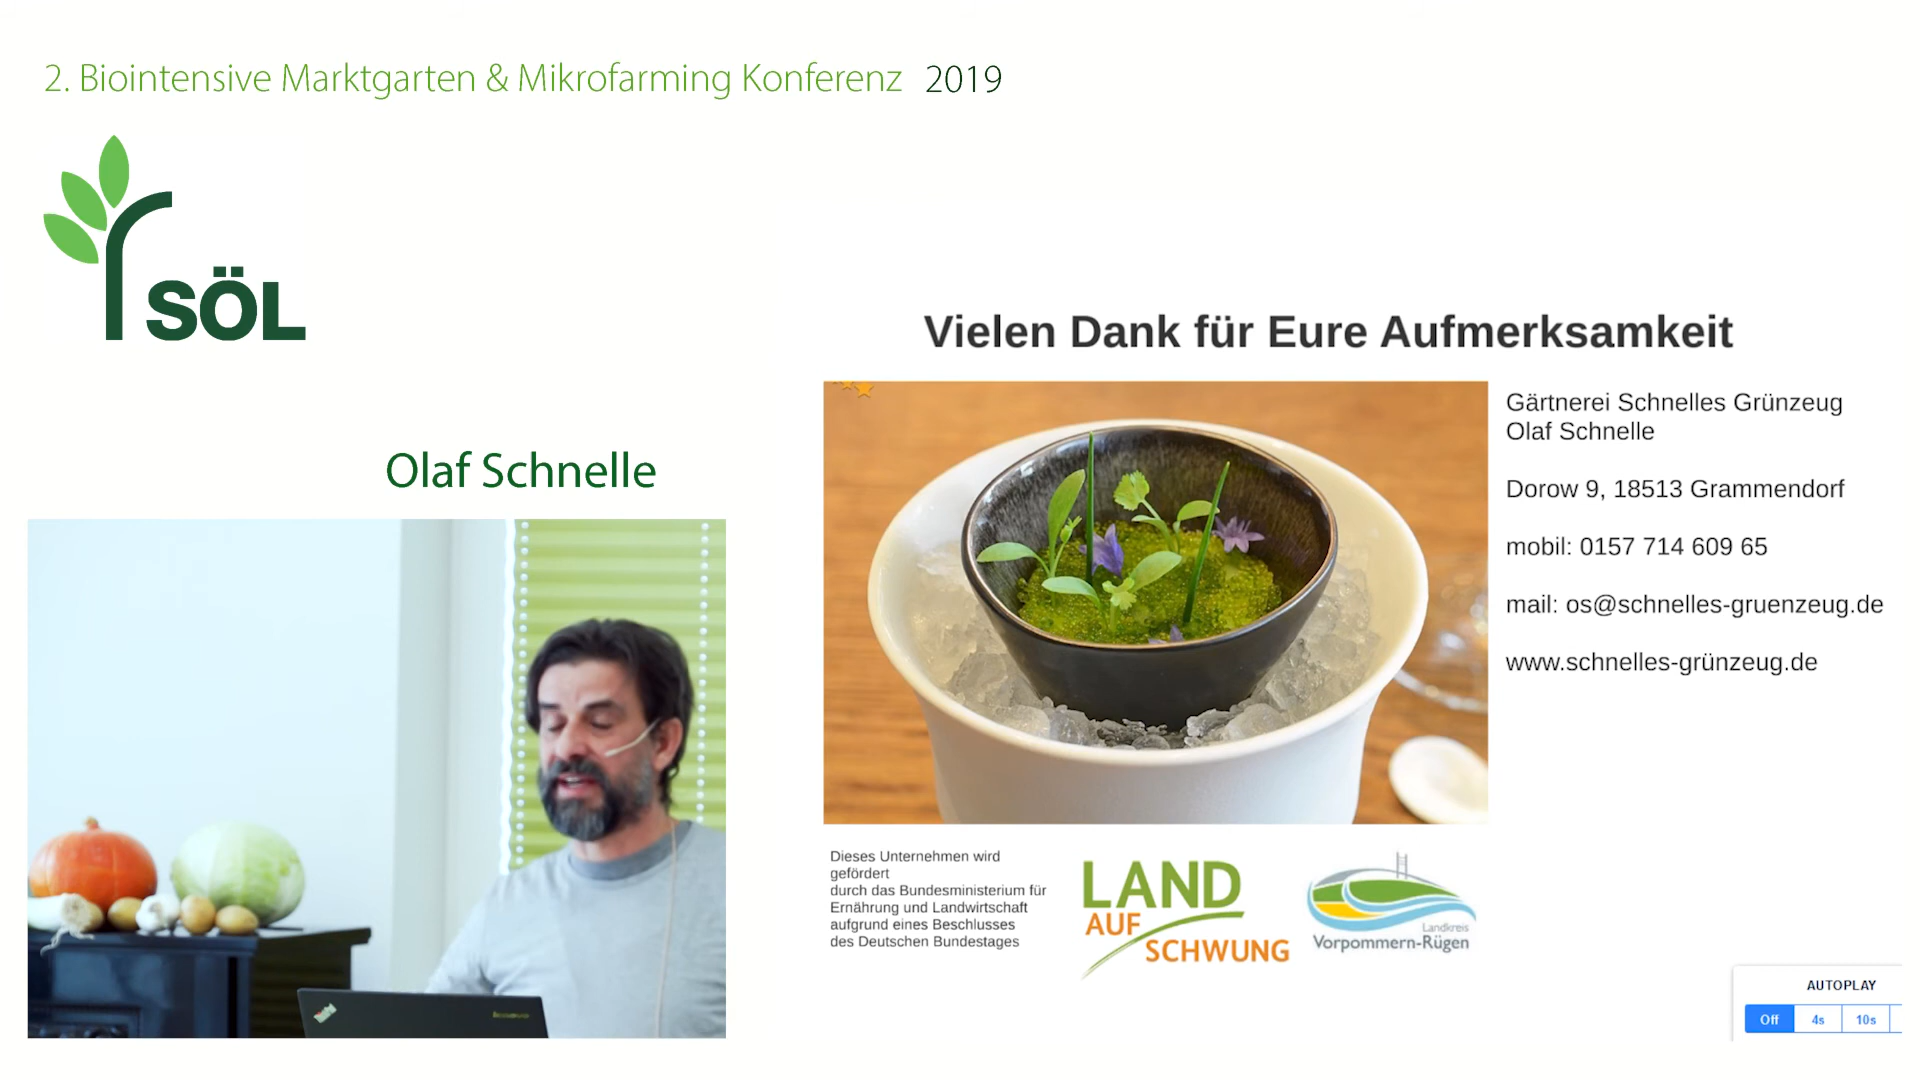 2. Biointensive Marktgarten & Mikrofarming Konferenz 2019
SÖL
Olaf Schnelle
Vielen Dank für Eure Aufmerksamkeit
Gärtnerei Schnelles Grünzeug
Olaf Schnelle
Dorow 9, 18513 Grammendorf
mobil: 0157 714 609 65
mail: os@schnelles-gruenzeug.de
www.schnelles-grünzeug.de
Dieses Unternehmen wird
gefördert
durch das Bundesministerium für
Ernährung und Landwirtschaft
aufgrund eines Beschlusses
des Deutschen Bundestages
LAND
AUF
SCHWUNG
Landkreis
Vorpommern-Rügen
AUTOPLAY
Off 4s 10s
lenovo